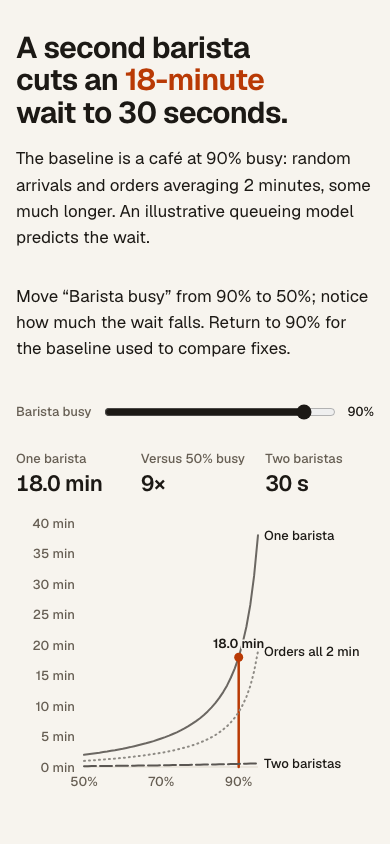 A second barista
cuts an 18-minute
wait to 30 seconds.
The baseline is a café at 90% busy: random
arrivals and orders averaging 2 minutes, some
much longer. An illustrative queueing model
predicts the wait.
Move “Barista busy” from 90% to 50%; notice
how much the wait falls. Return to 90% for
the baseline used to compare fixes.
Barista busy 90%
One barista Versus 50% busy Two baristas
18.0 min 9× 30 s
40 min
One barista
35 min
30 min
25 min
20 min
18.0 min
Orders all 2 min
15 min
10 min
5 min
0 min
Two baristas
50% 70% 90%